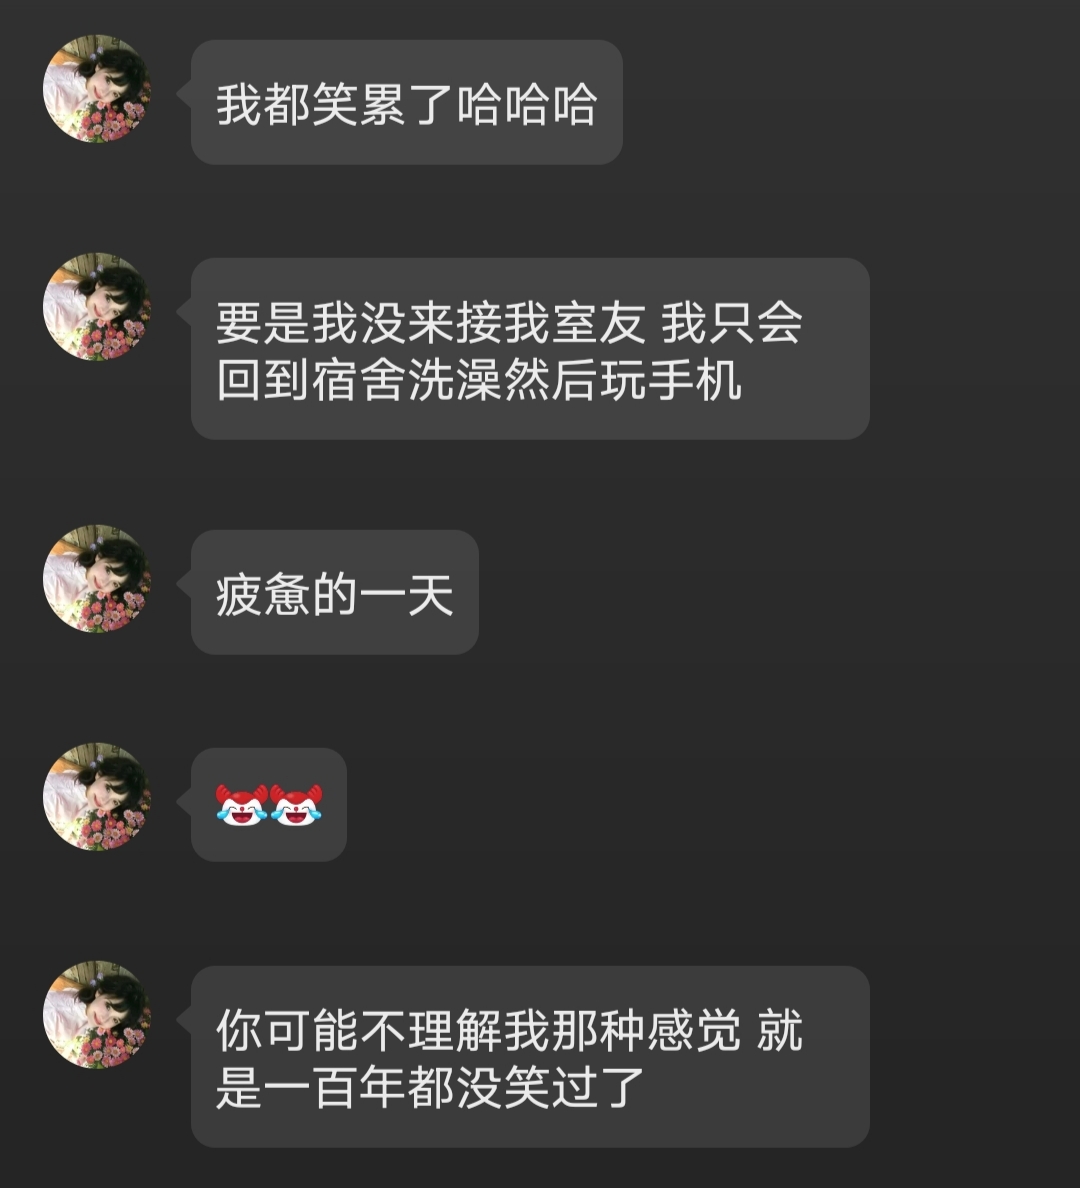 我都笑累了哈哈哈
要是我没来接我室友 我只会
回到宿舍洗澡然后玩手机
疲惫的一天
你可能不理解我那种感觉 就
是一百年都没笑过了